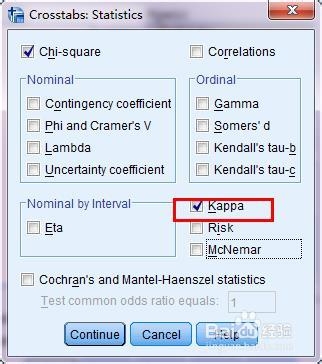 Crosstabs: Statistics
Chi-square
Correlations
Nominal
Ordinal
Contingency coefficient
Gamma
Phi and Cramer's V
Somers' d
Lambda
Kendall's tau-b
Uncertainty coefficient
Kendall's tau-c
Nominal by Interval
Kappa
Eta
Risk
McNemar
Cochran's and Mantel-Haenszel statistics
Test common odds ratio equals: 1
Continue Cancel Help